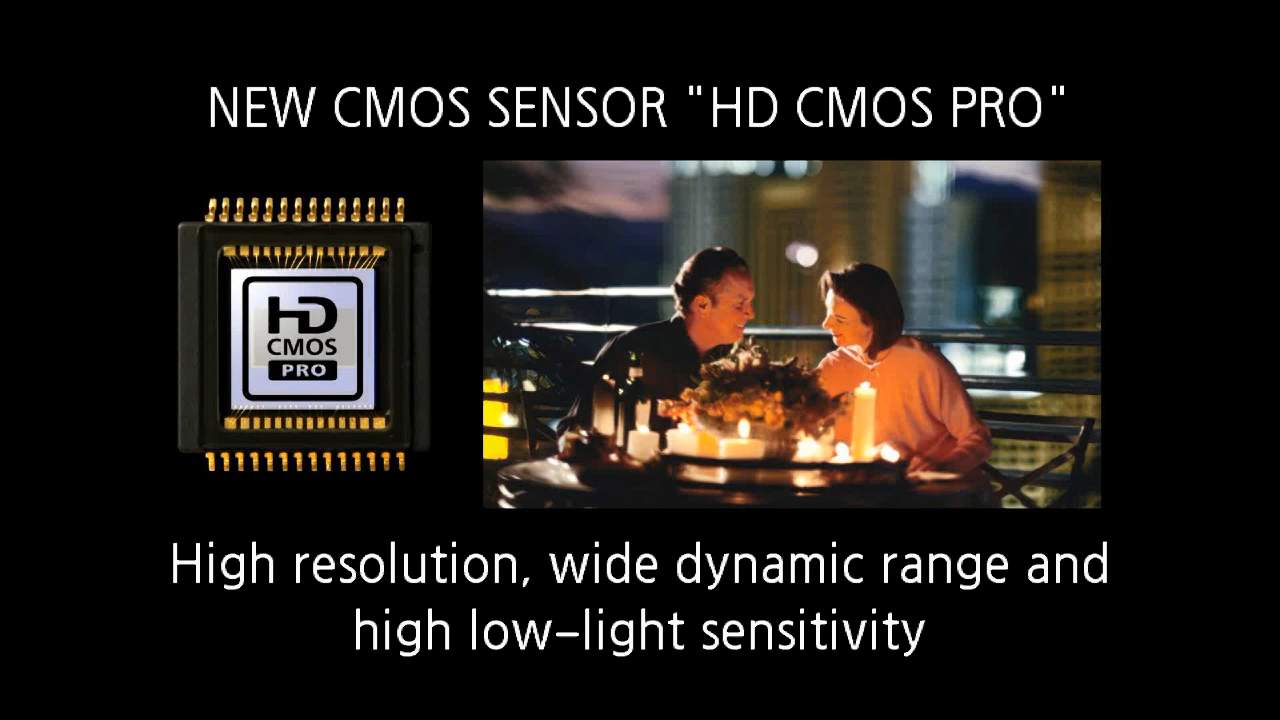 NEW CMOS SENSOR "HD CMOS PRO"
HD
CMOS
PRO
High resolution, wide dynamic range and
high low-light sensitivity